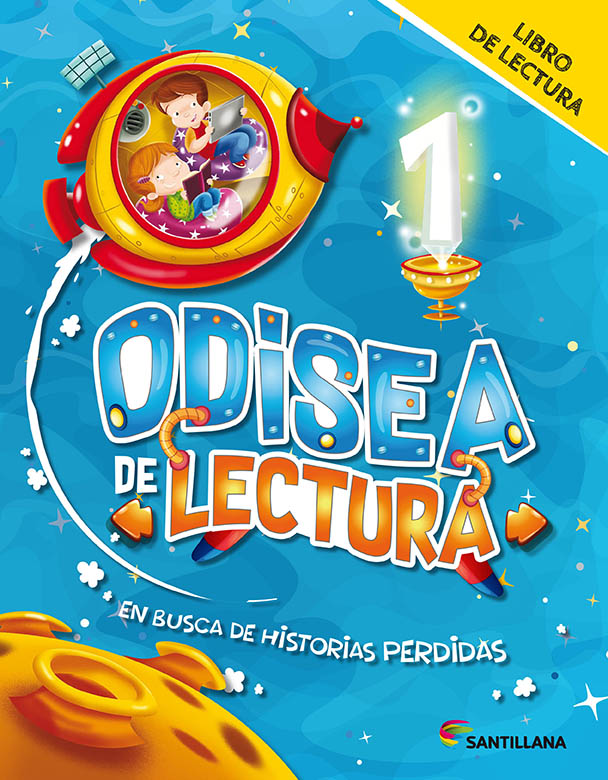 LIBRO
DE LECTURA
1
ODISEA
DE LECTURA
EN BUSCA DE HISTORIAS PERDIDAS
SANTILLANA